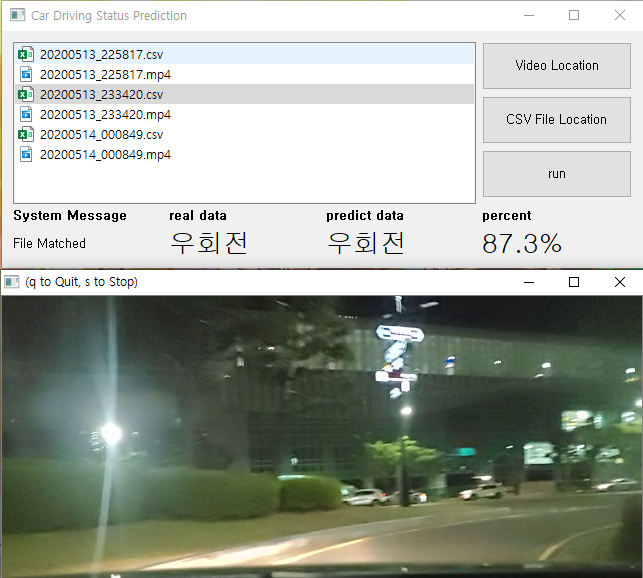 Car Driving Status Prediction
20200513_225817.csv
20200513_225817.mp4
20200513_233420.csv
20200513_233420.mp4
20200514_000849.csv
20200514_000849.mp4
Video Location
CSV File Location
run
System Message real data predict data percent
File Matched 우회전 우회전 87.3%
(q to Quit, s to Stop)